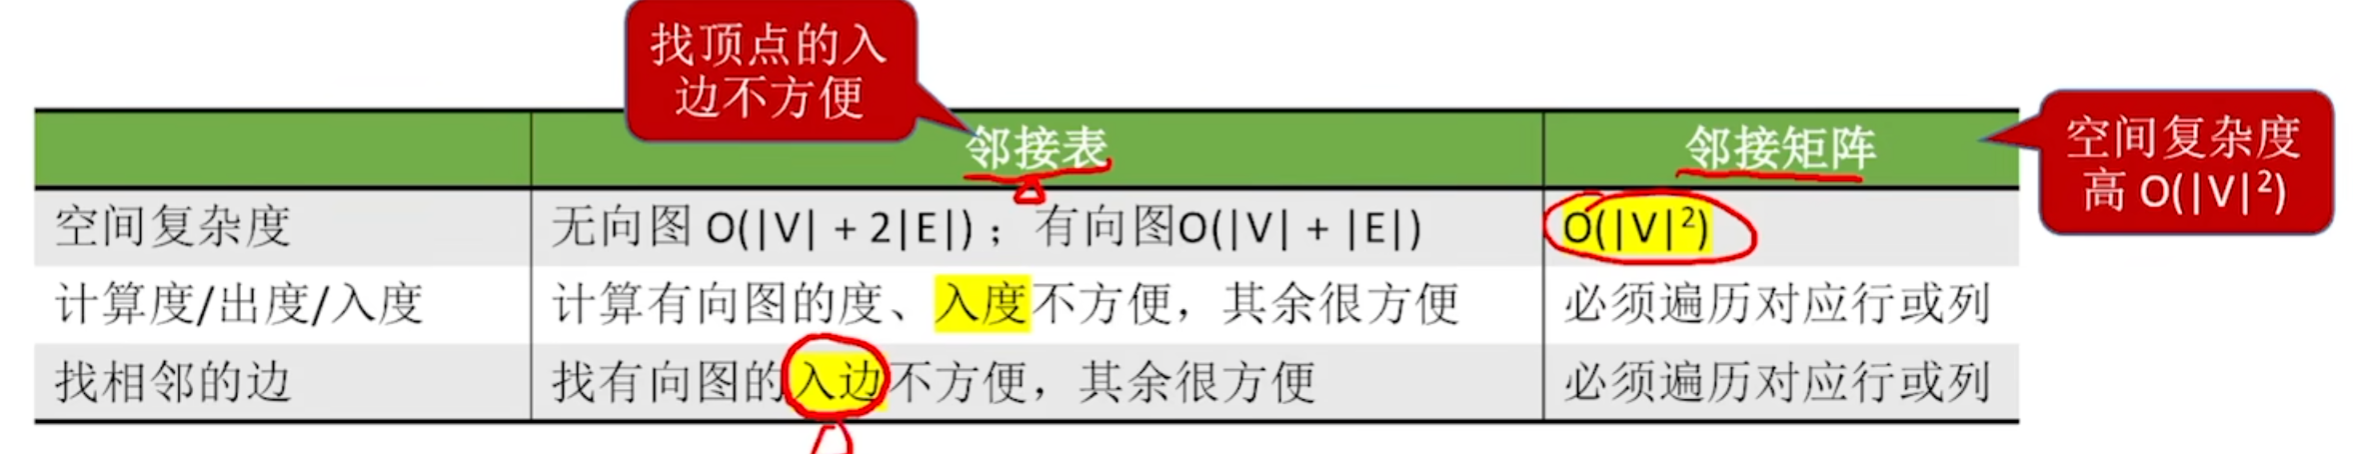 找顶点的入
边不方便
邻接表
邻接矩阵
空间复杂度
高 O(|V|²)
空间复杂度
无向图 O(|V| + 2|E|)；有向图O(|V| + |E|)
O(|V|²)
计算度/出度/入度
计算有向图的度、入度不方便，其余很方便
必须遍历对应行或列
找相邻的边
找有向图的入边不方便，其余很方便
必须遍历对应行或列